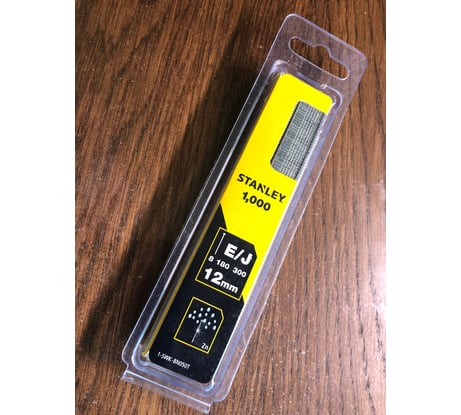 STANLEY
1,000
E/J
8 180 300
12mm
Zn
1-SWK-BN050T